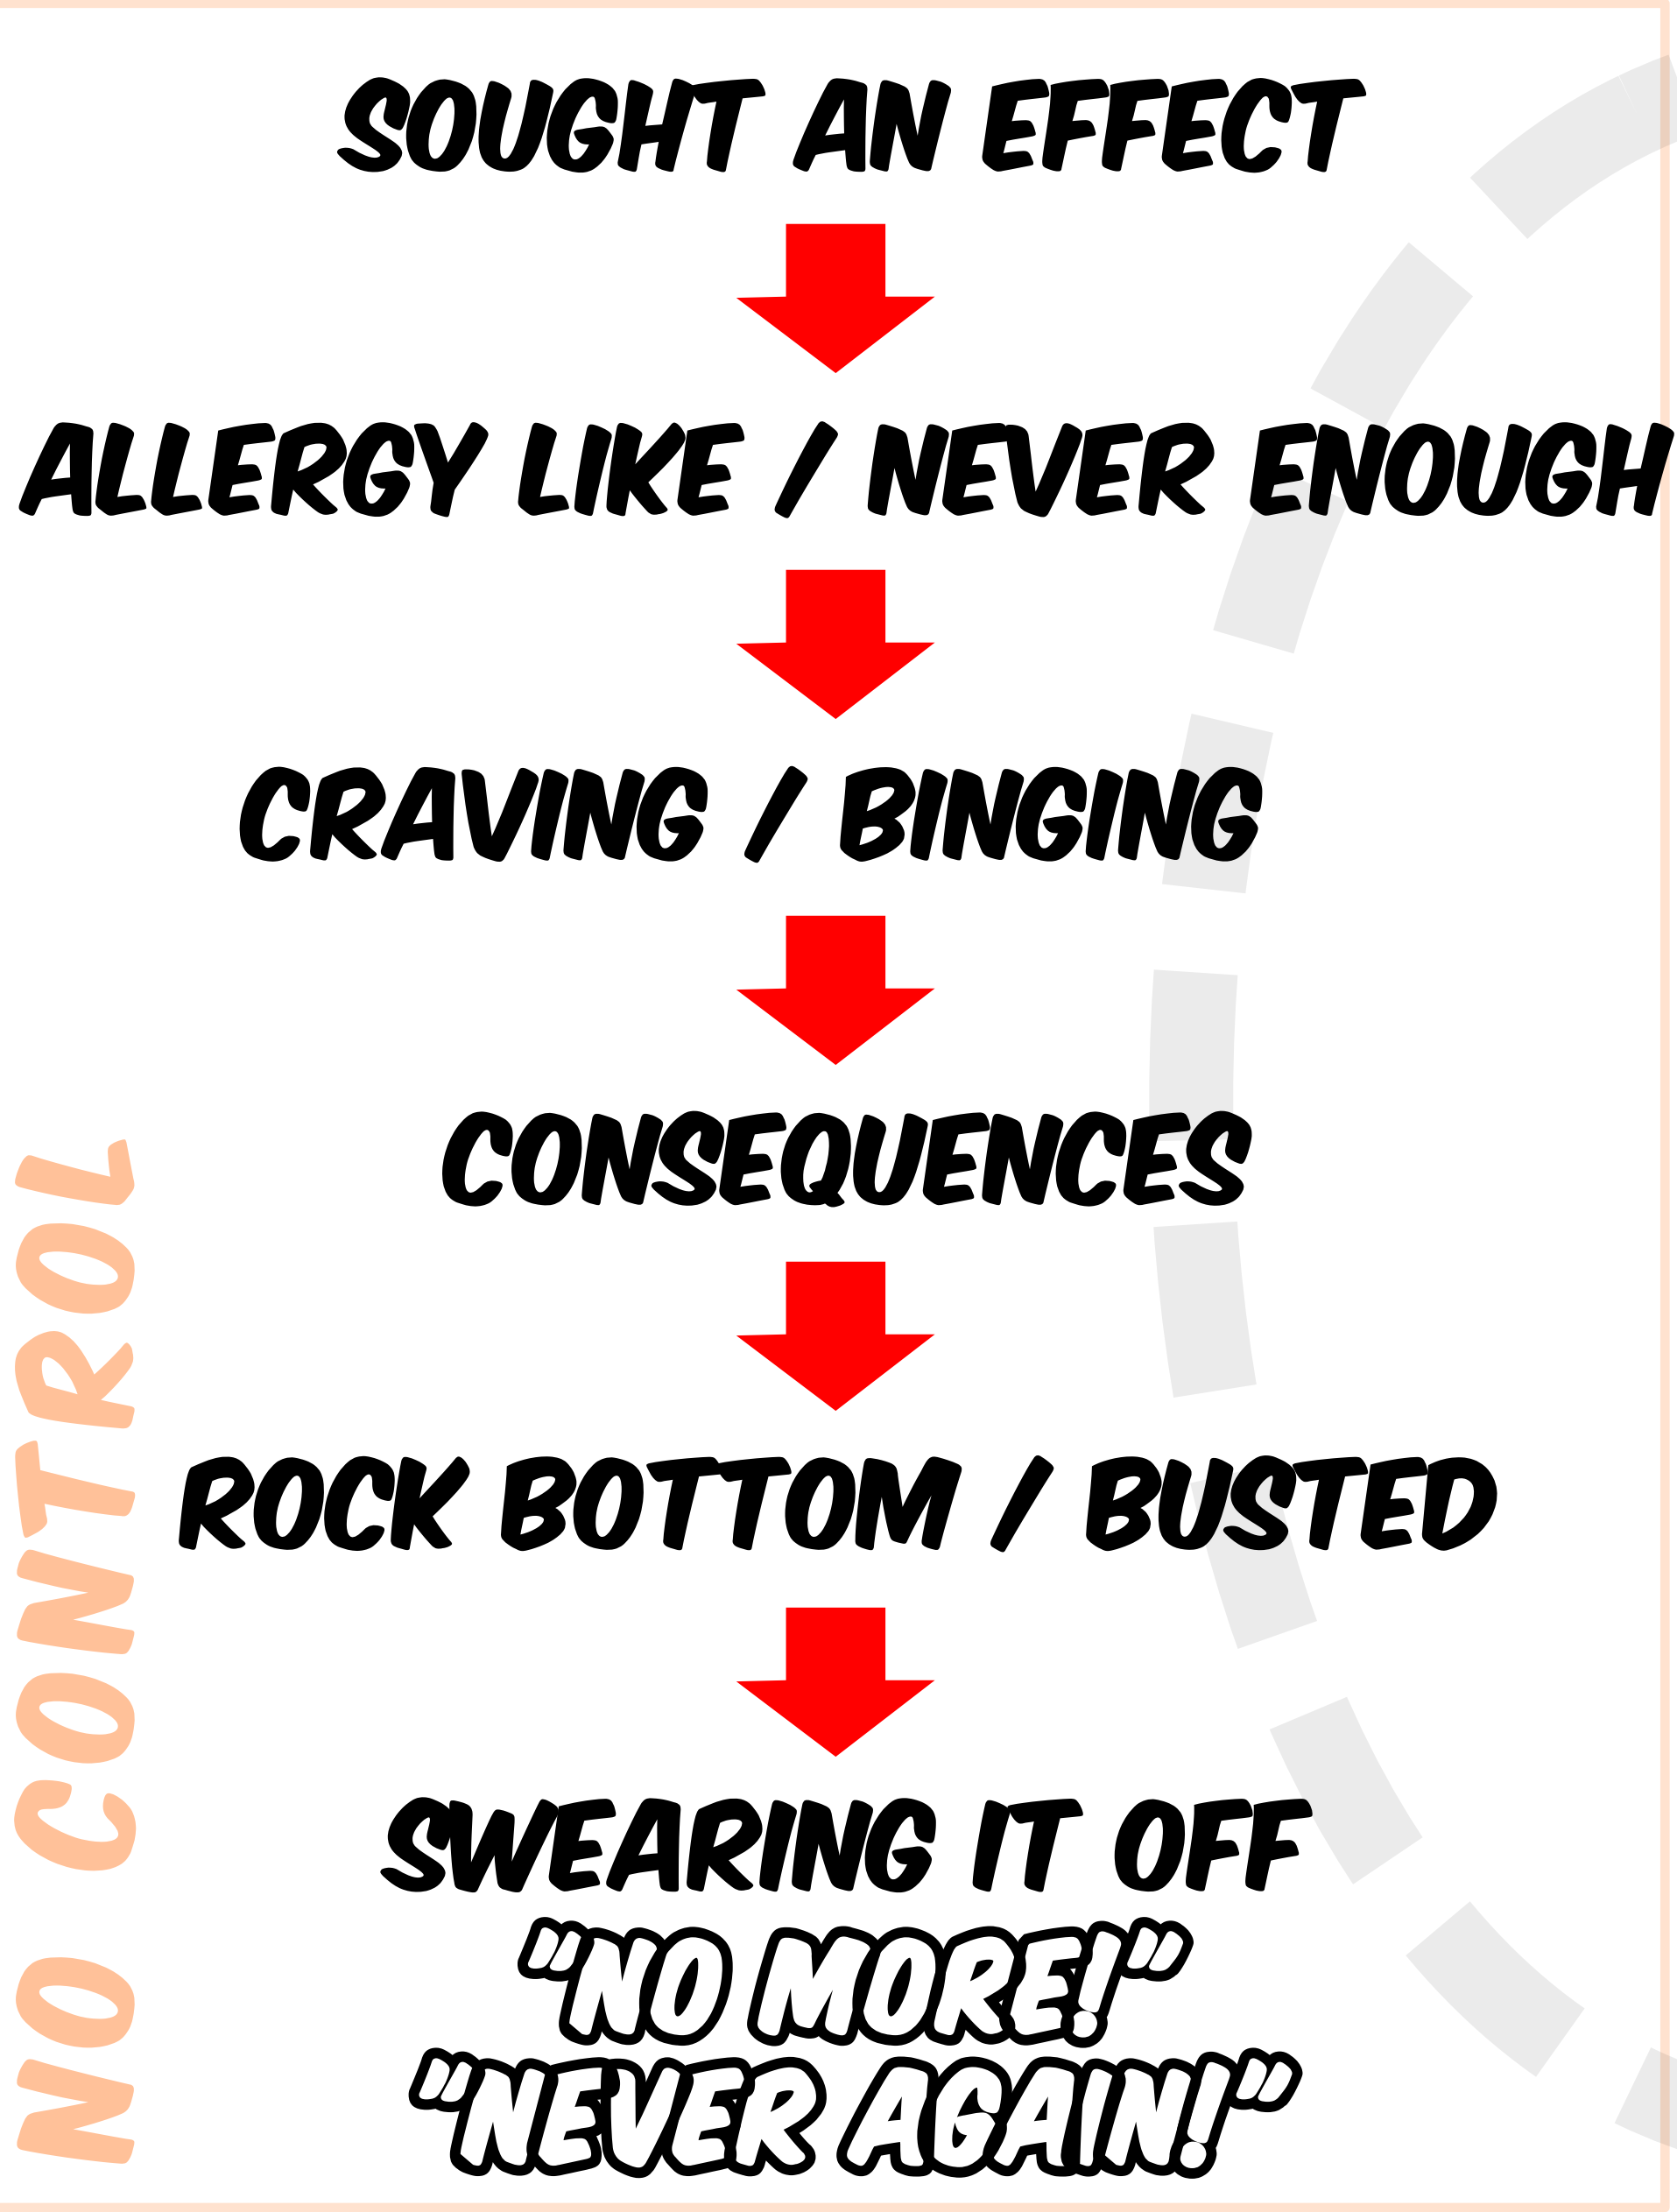 SOUGHT AN EFFECT
ALLERGY LIKE / NEVER ENOUGH
CRAVING / BINGING
CONSEQUENCES
ROCK BOTTOM / BUSTED
SWEARING IT OFF
"NO MORE!"
"NEVER AGAIN!"
NO CONTROL